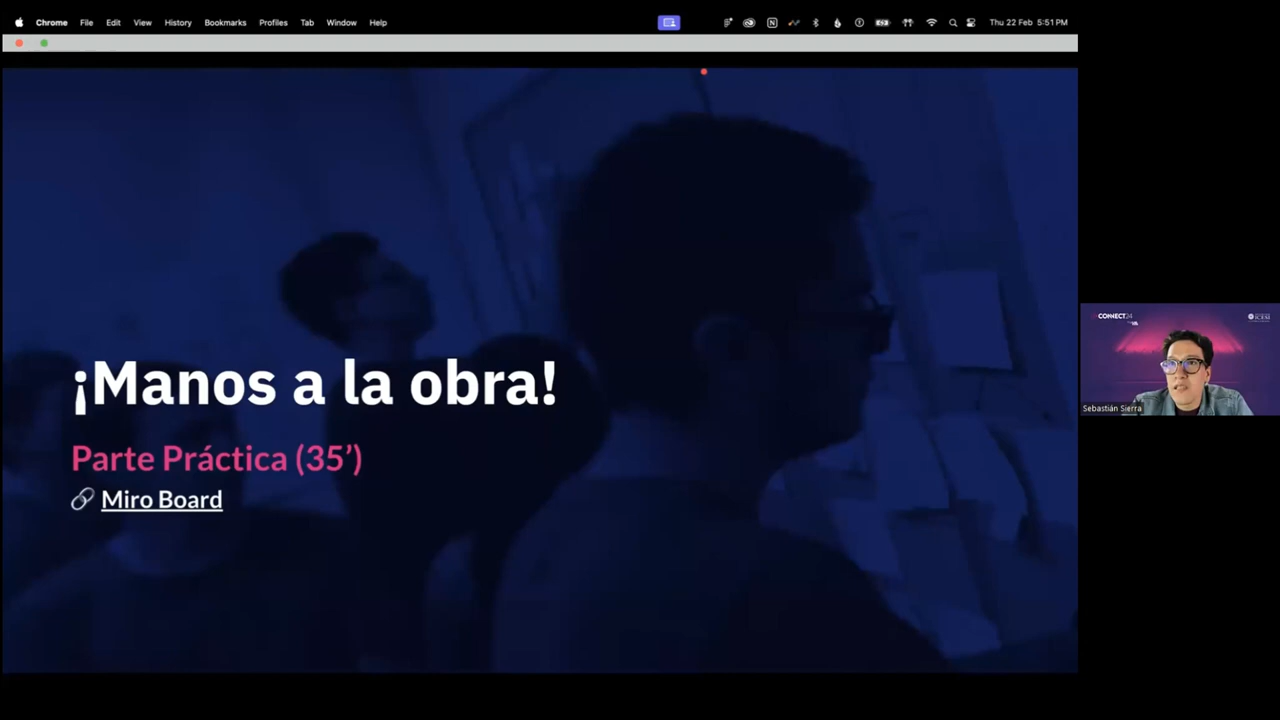 Chrome File Edit View History Bookmarks Profiles Tab Window Help Thu 22 Feb 5:51 PM
¡Manos a la obra!
Parte Práctica (35’)
Miro Board
CONNECT24
Sebastián Sierra